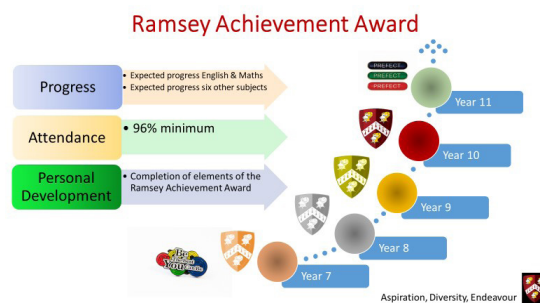 Ramsey Achievement Award
Progress
• Expected progress English & Maths
• Expected progress six other subjects
Attendance
• 96% minimum
Personal
Development
• Completion of elements of the
Ramsey Achievement Award
PREFECT
PREFECT
PREFECT
Year 11
Year 10
Year 9
Year 8
Year 7
Be
You
Aspiration, Diversity, Endeavour